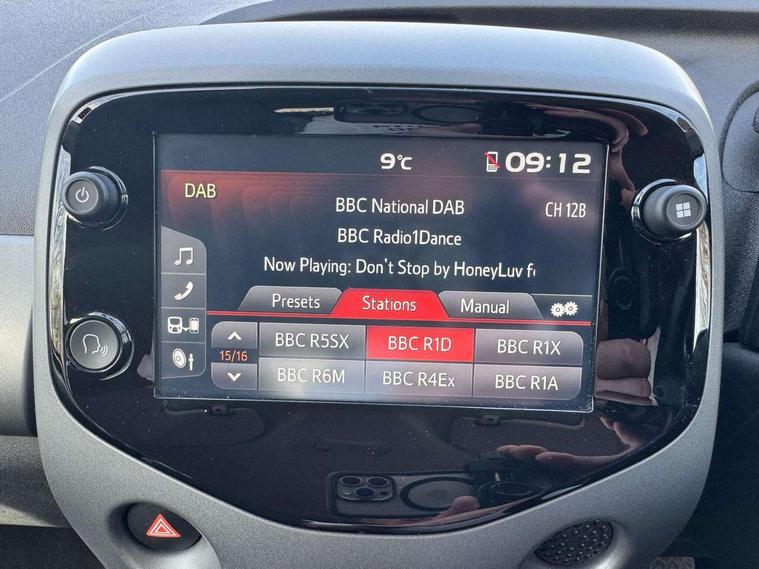 9°c 09:12
DAB
BBC National DAB CH 12B
BBC Radio1Dance
Now Playing: Don't Stop by HoneyLuv f
Presets Stations Manual
BBC R5SX BBC R1D BBC R1X
15/16
BBC R6M BBC R4Ex BBC R1A